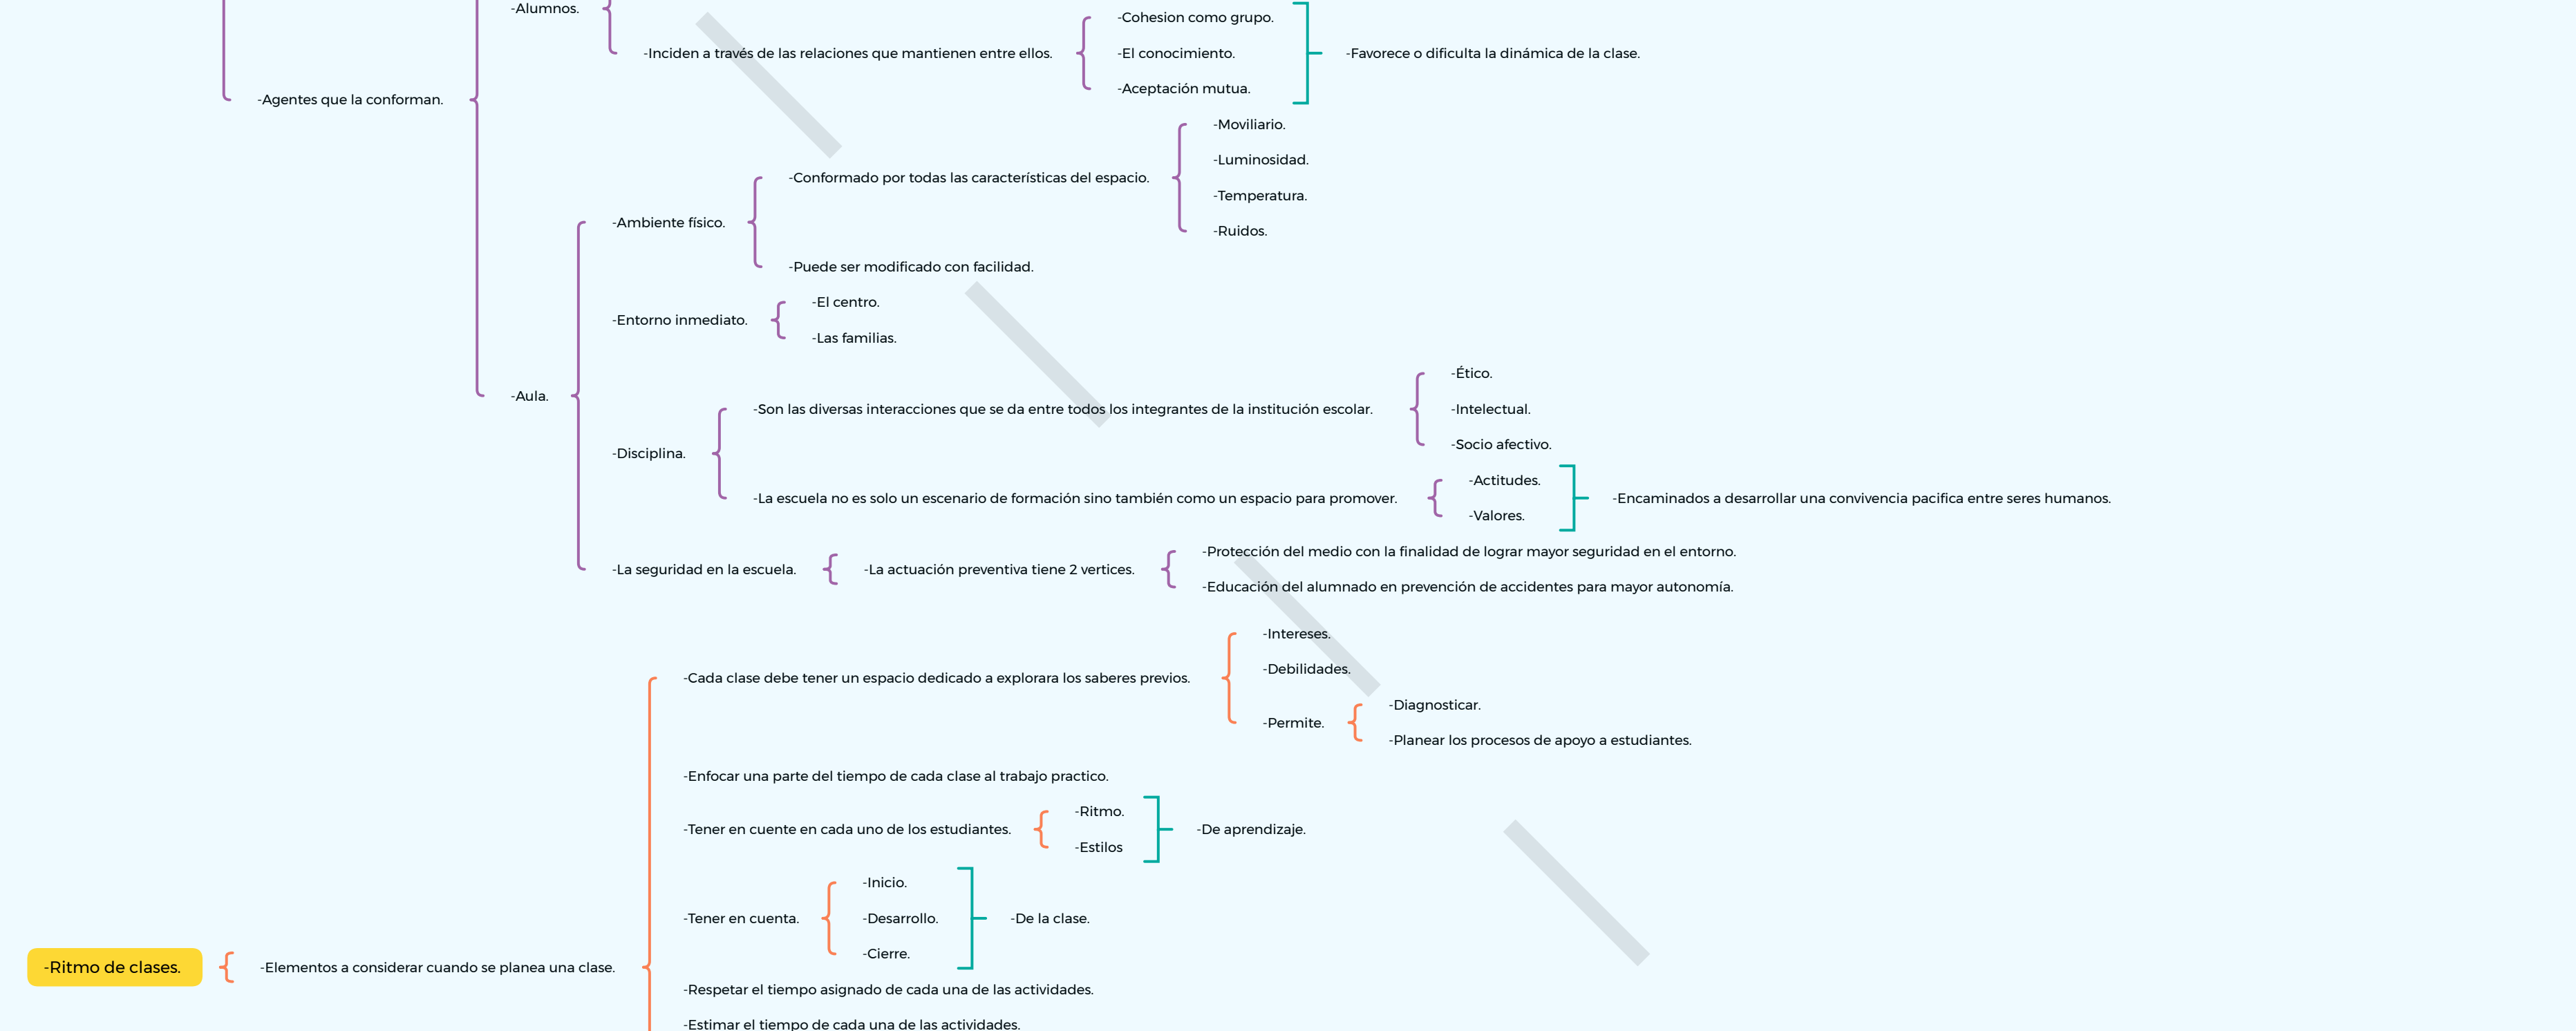 -Alumnos.
-Inciden a través de las relaciones que mantienen entre ellos.
-Cohesion como grupo.
-El conocimiento.
-Aceptación mutua.
-Favorece o dificulta la dinámica de la clase.
-Agentes que la conforman.
-Aula.
-Ambiente físico.
-Conformado por todas las características del espacio.
-Moviliario.
-Luminosidad.
-Temperatura.
-Ruidos.
-Puede ser modificado con facilidad.
-Entorno inmediato.
-El centro.
-Las familias.
-Disciplina.
-Son las diversas interacciones que se da entre todos los integrantes de la institución escolar.
-Ético.
-Intelectual.
-Socio afectivo.
-La escuela no es solo un escenario de formación sino también como un espacio para promover.
-Actitudes.
-Valores.
-Encaminados a desarrollar una convivencia pacifica entre seres humanos.
-La seguridad en la escuela.
-La actuación preventiva tiene 2 vertices.
-Protección del medio con la finalidad de lograr mayor seguridad en el entorno.
-Educación del alumnado en prevención de accidentes para mayor autonomía.
-Ritmo de clases.
-Elementos a considerar cuando se planea una clase.
-Cada clase debe tener un espacio dedicado a explorara los saberes previos.
-Intereses.
-Debilidades.
-Permite.
-Diagnosticar.
-Planear los procesos de apoyo a estudiantes.
-Enfocar una parte del tiempo de cada clase al trabajo practico.
-Tener en cuente en cada uno de los estudiantes.
-Ritmo.
-Estilos
-De aprendizaje.
-Tener en cuenta.
-Inicio.
-Desarrollo.
-Cierre.
-De la clase.
-Respetar el tiempo asignado de cada una de las actividades.
-Estimar el tiempo de cada una de las actividades.